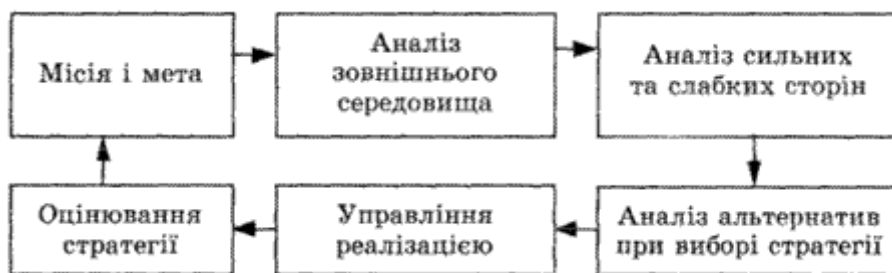 Місія і мета
Аналіз
зовнішнього
середовища
Аналіз сильних
та слабких сторін
Оцінювання
стратегії
Управління
реалізацією
Аналіз альтернатив
при виборі стратегії